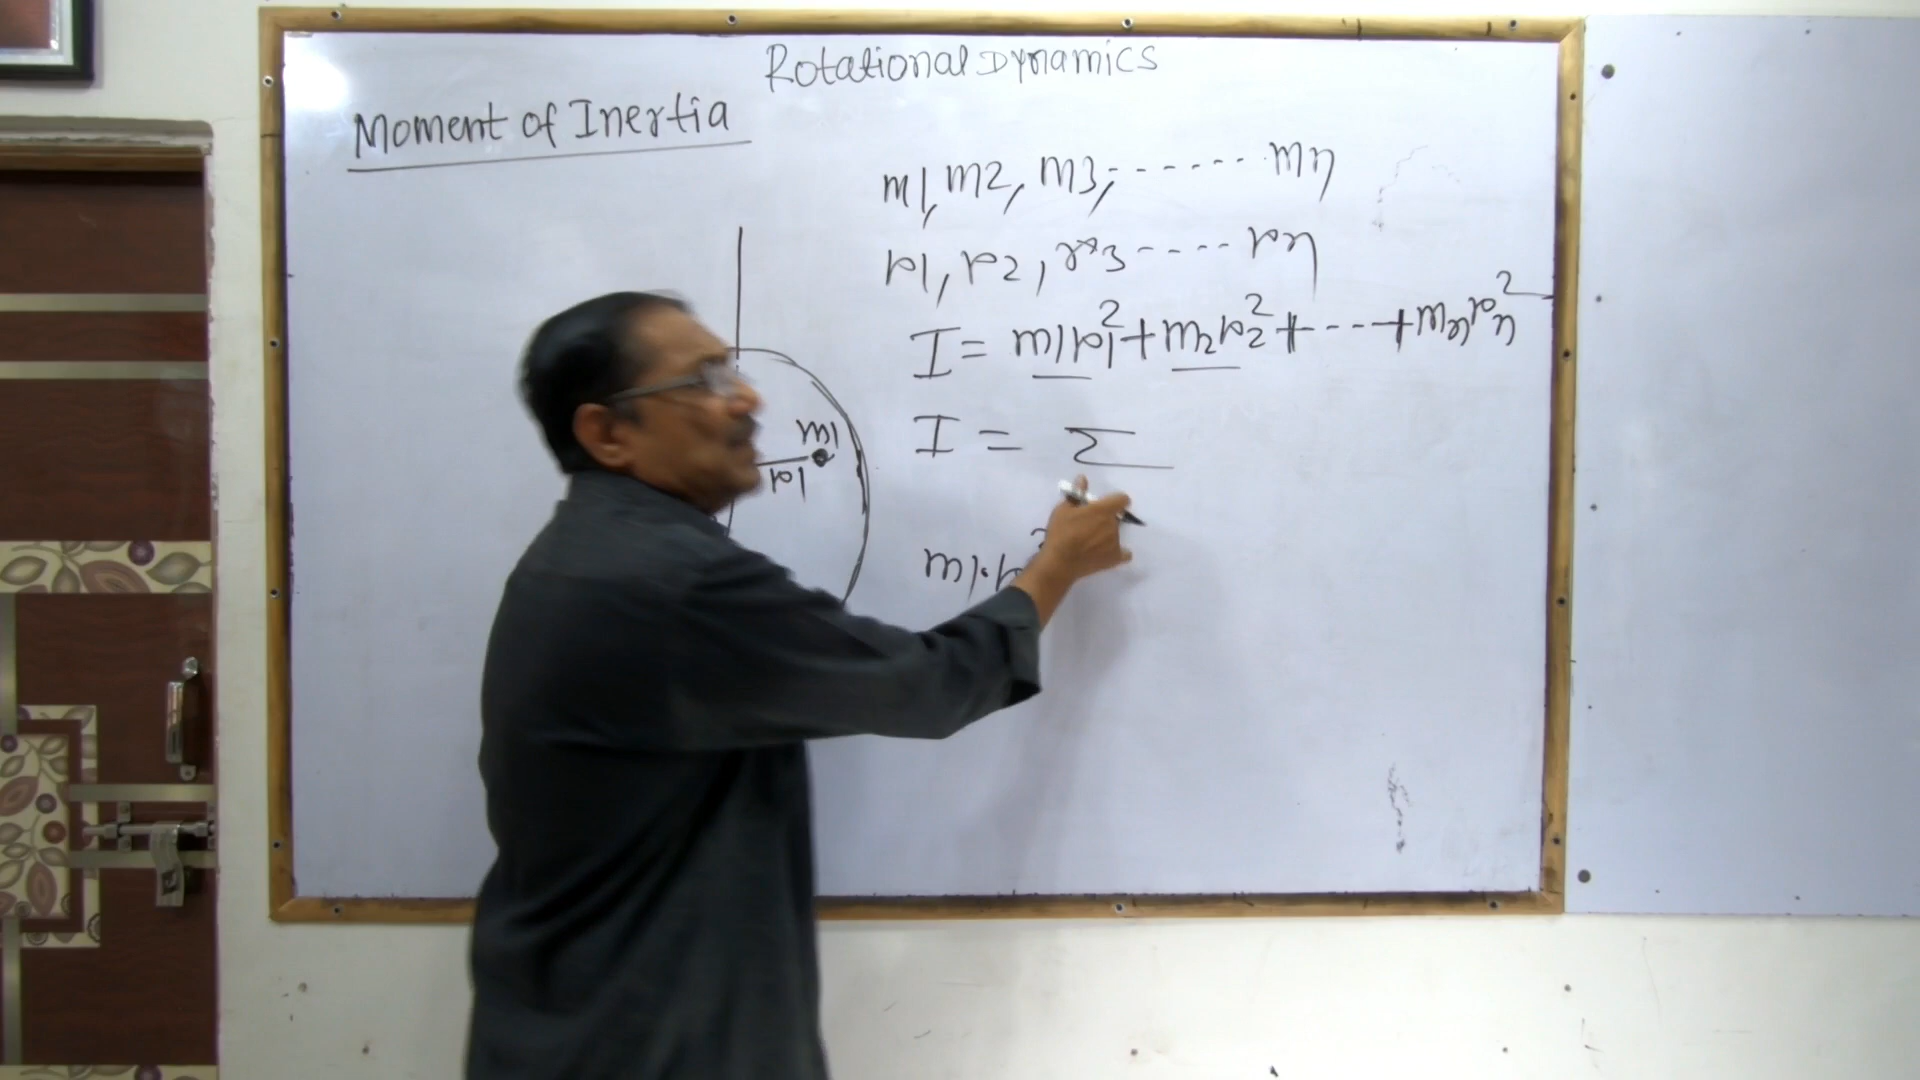 Rotational Dynamics
Moment of Inertia
m1, m2, m3, ------ mn
r1, r2, r3 ---- rn
I = m1r1² + m2r2² + --- + mnrn²
I = Σ
m1
r1
m1·r